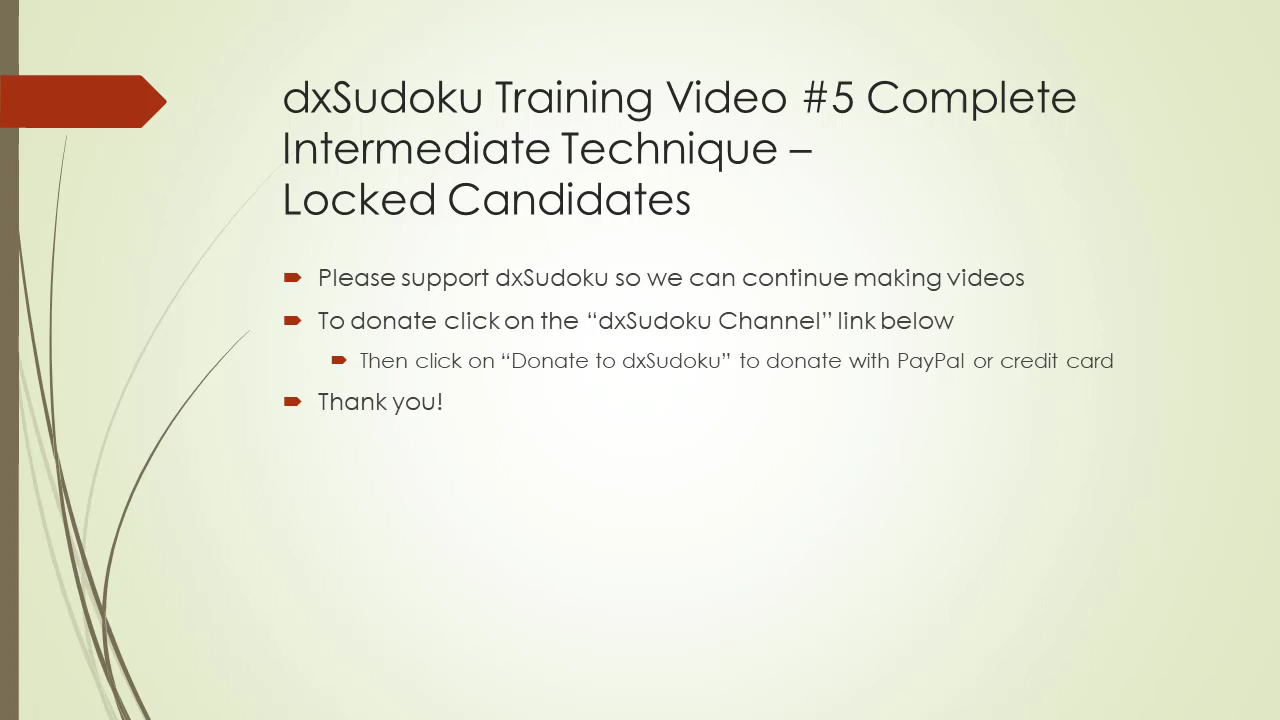 dxSudoku Training Video #5 Complete
Intermediate Technique –
Locked Candidates
Please support dxSudoku so we can continue making videos
To donate click on the “dxSudoku Channel” link below
Then click on “Donate to dxSudoku” to donate with PayPal or credit card
Thank you!